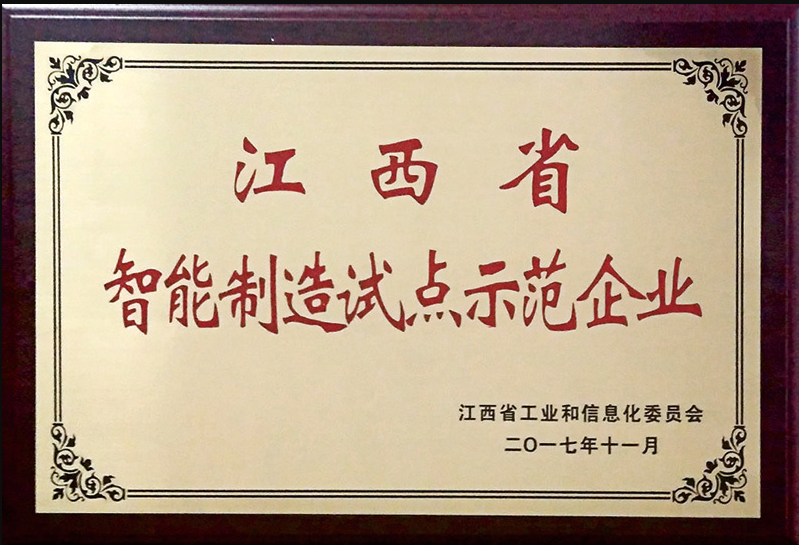 江西省
智能制造试点示范企业
江西省工业和信息化委员会
二〇一七年十一月